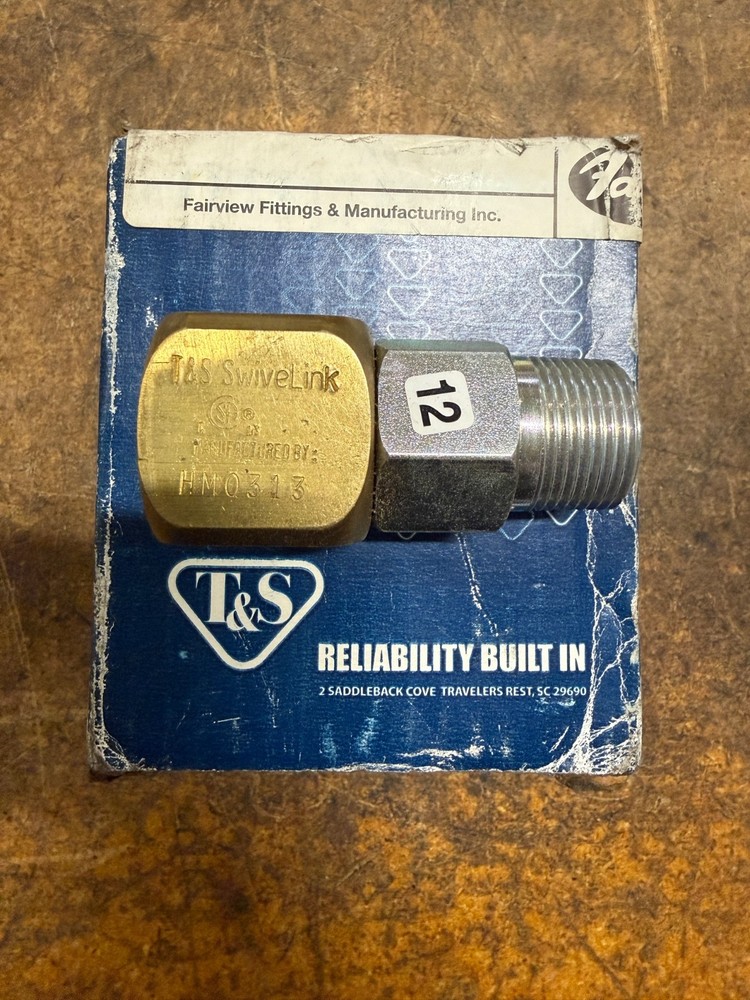 Fairview Fittings & Manufacturing Inc.
T&S SwiveLink
®
MANUFACTURED BY:
HM0313
12
T&S
RELIABILITY BUILT IN
2 SADDLEBACK COVE TRAVELERS REST, SC 29690